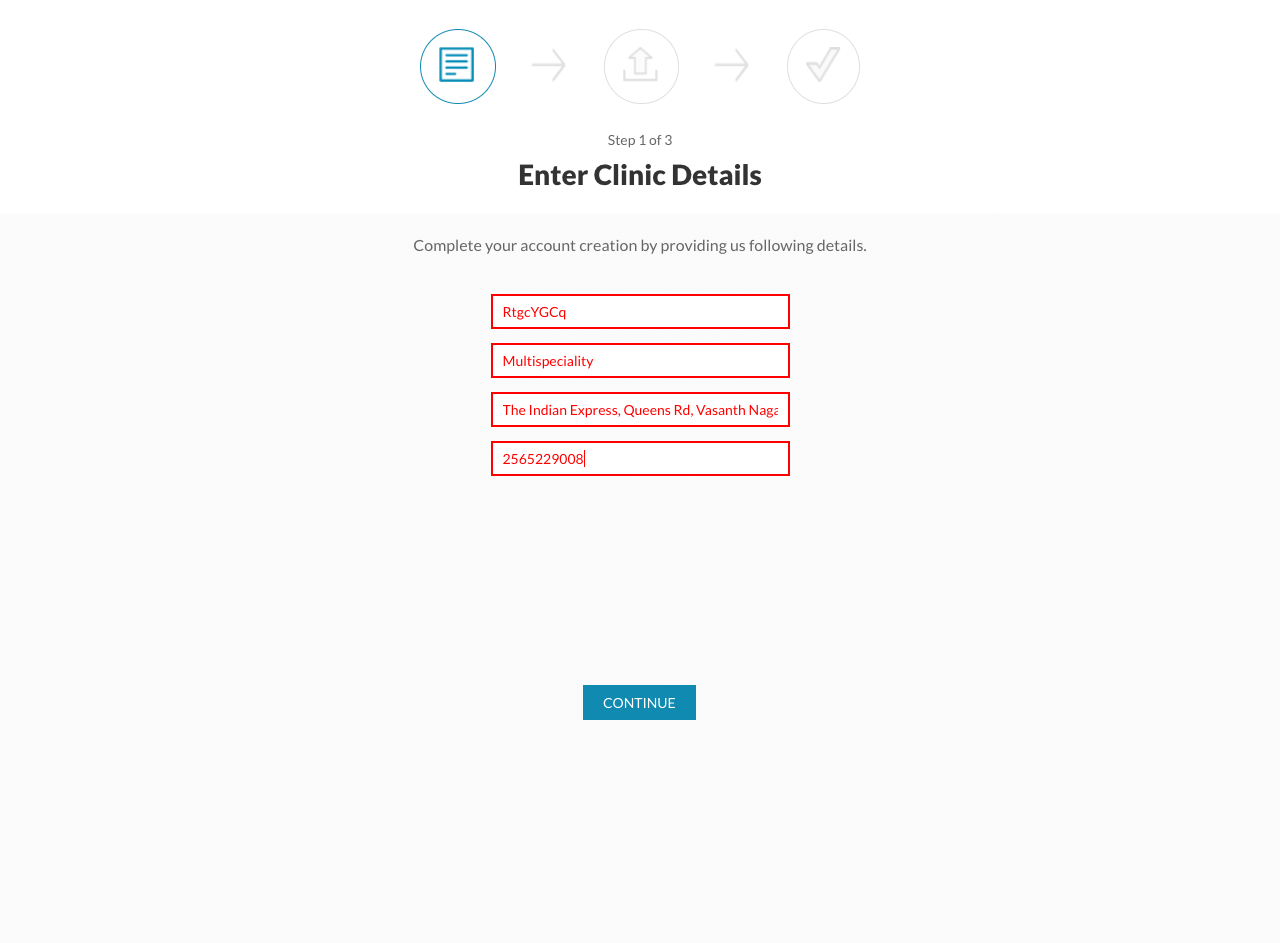 Step 1 of 3
Enter Clinic Details
Complete your account creation by providing us following details.
RtgcYGCq
Multispeciality
The Indian Express, Queens Rd, Vasanth Naga
2565229008
CONTINUE